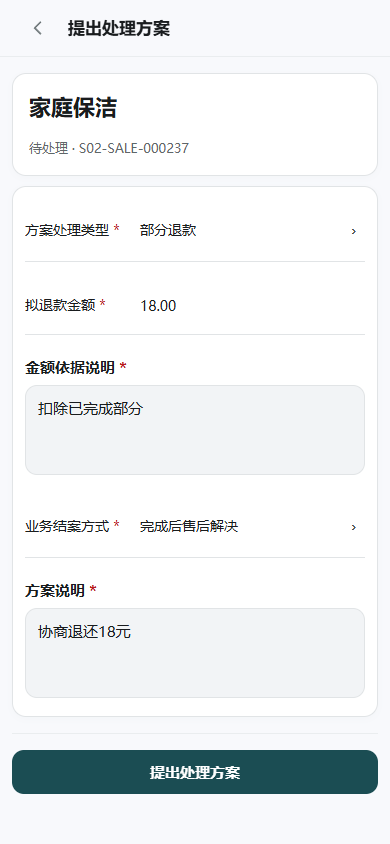 提出处理方案
家庭保洁
待处理 · S02-SALE-000237
方案处理类型 * 部分退款 ›
拟退款金额 * 18.00
金额依据说明 *
扣除已完成部分
业务结案方式 * 完成后售后解决 ›
方案说明 *
协商退还18元
提出处理方案